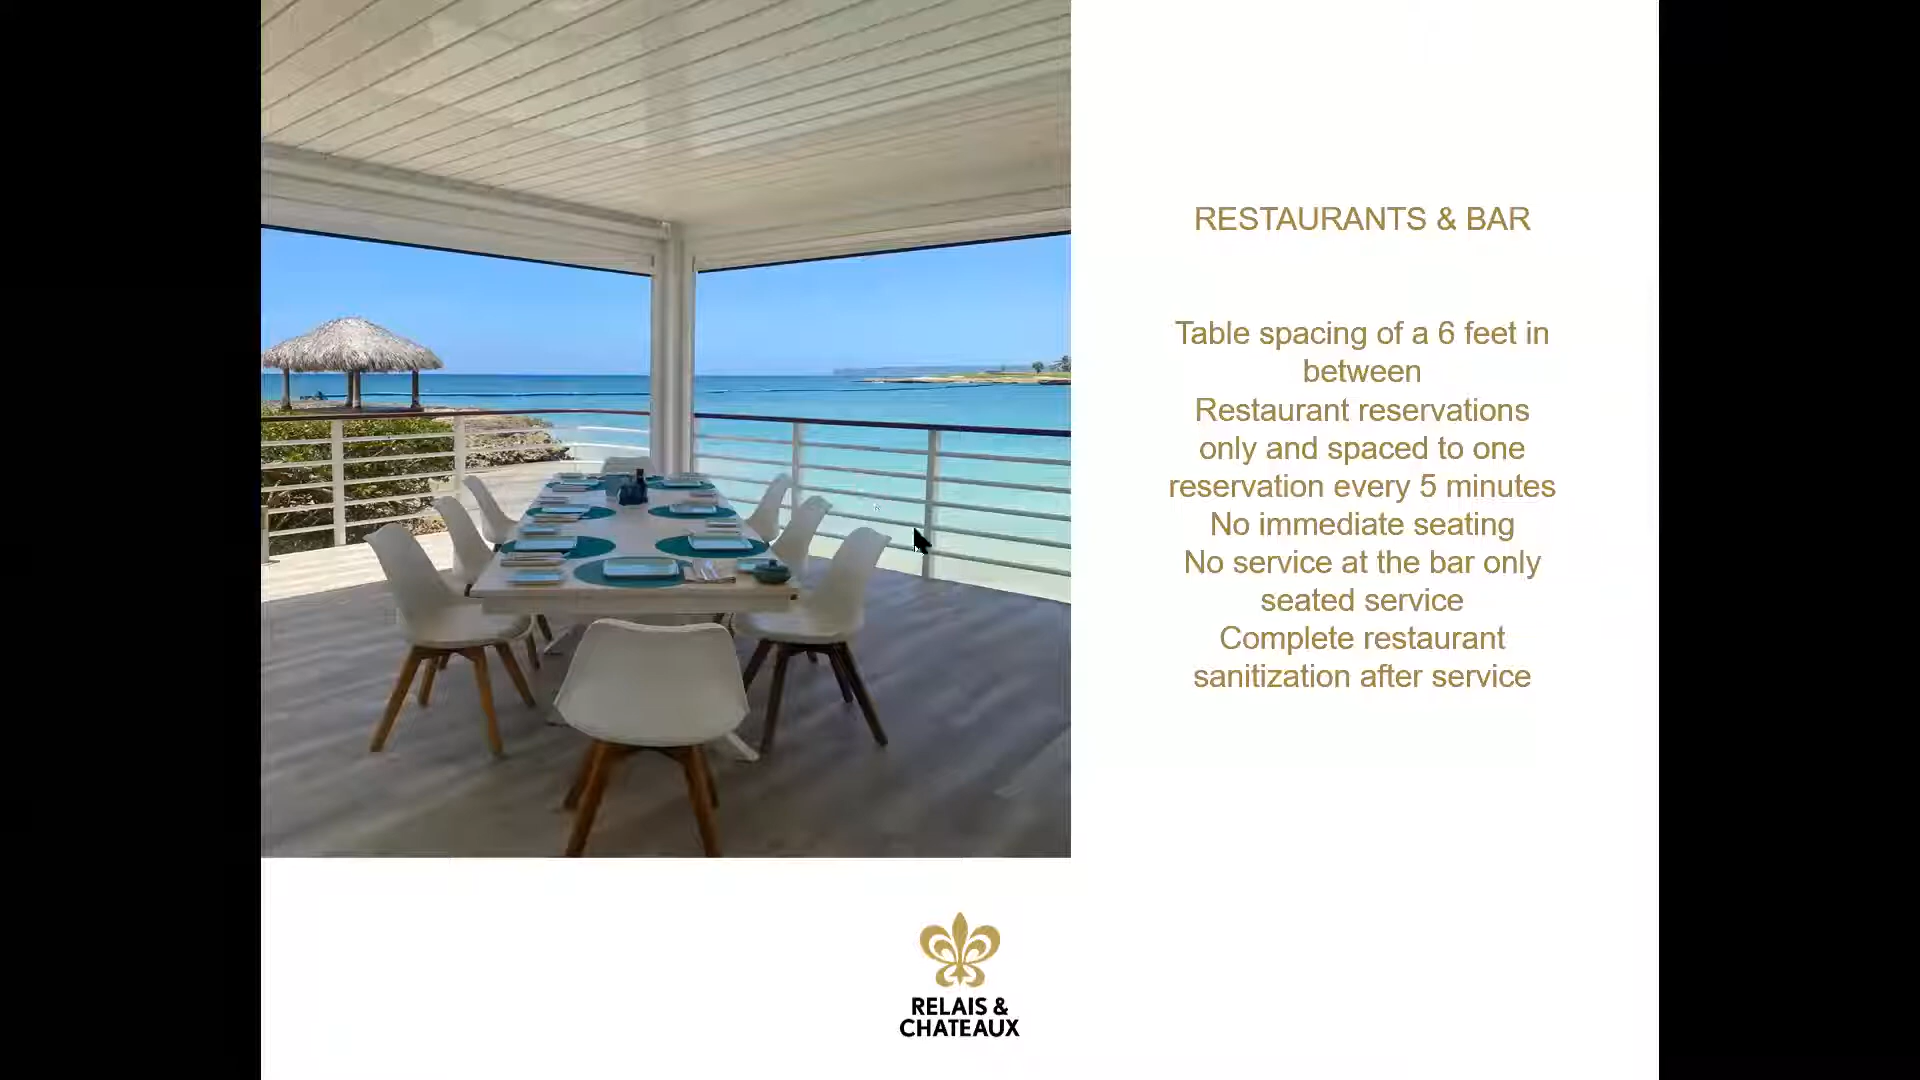 RESTAURANTS & BAR
Table spacing of a 6 feet in
between
Restaurant reservations
only and spaced to one
reservation every 5 minutes
No immediate seating
No service at the bar only
seated service
Complete restaurant
sanitization after service
RELAIS &
CHATEAUX